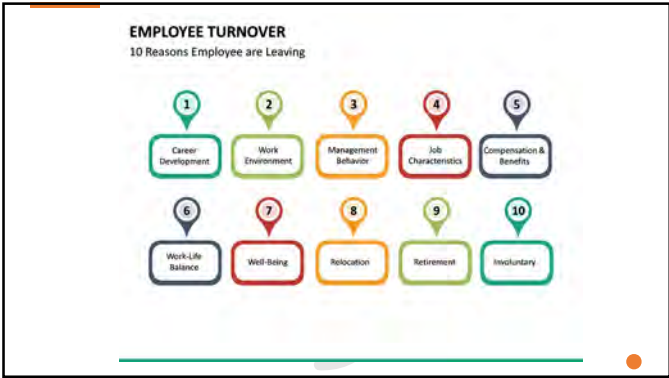 EMPLOYEE TURNOVER
10 Reasons Employee are Leaving
1
2
3
4
5
Career
Development
Work
Environment
Management
Behavior
Job
Characteristics
Compensation &
Benefits
6
7
8
9
10
Work-Life
Balance
Well-Being
Relocation
Retirement
Involuntary